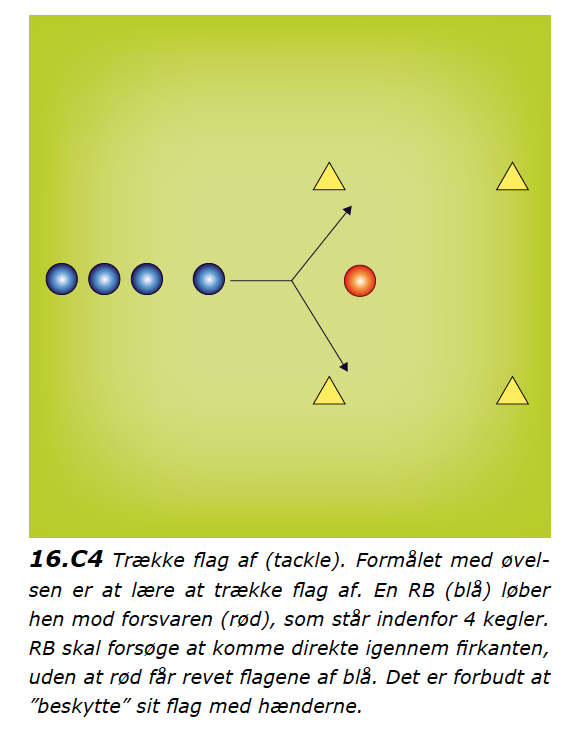 16.C4 Trække flag af (tackle). Formålet med øvel-
sen er at lære at trække flag af. En RB (blå) løber
hen mod forsvaren (rød), som står indenfor 4 kegler.
RB skal forsøge at komme direkte igennem firkanten,
uden at rød får revet flagene af blå. Det er forbudt at
”beskytte” sit flag med hænderne.